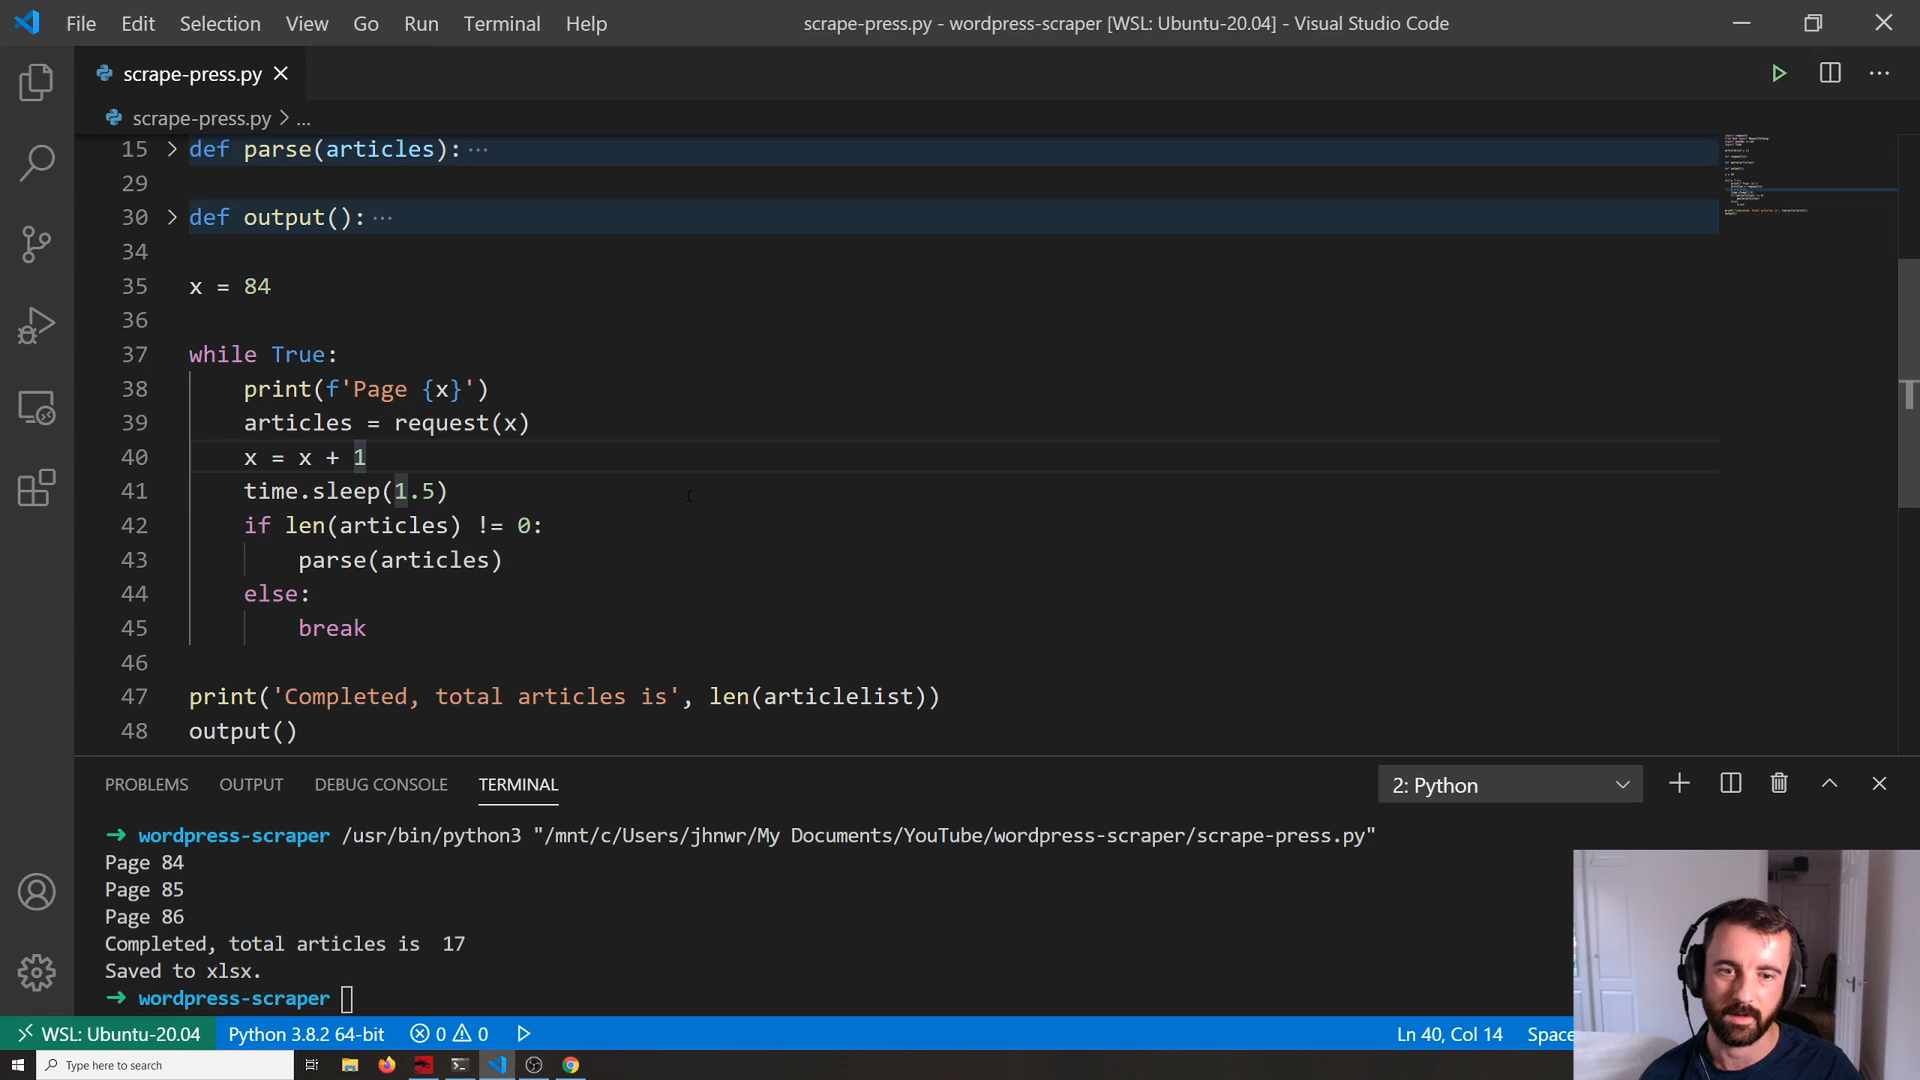 File Edit Selection View Go Run Terminal Help
scrape-press.py - wordpress-scraper [WSL: Ubuntu-20.04] - Visual Studio Code
scrape-press.py
scrape-press.py > ...
15 def parse(articles): ...
29
30 def output(): ...
34
35 x = 84
36
37 while True:
38 print(f'Page {x}')
39 articles = request(x)
40 x = x + 1
41 time.sleep(1.5)
42 if len(articles) != 0:
43 parse(articles)
44 else:
45 break
46
47 print('Completed, total articles is', len(articlelist))
48 output()
PROBLEMS OUTPUT DEBUG CONSOLE TERMINAL
2: Python
→ wordpress-scraper /usr/bin/python3 "/mnt/c/Users/jhnwr/My Documents/YouTube/wordpress-scraper/scrape-press.py"
Page 84
Page 85
Page 86
Completed, total articles is  17
Saved to xlsx.
→ wordpress-scraper
WSL: Ubuntu-20.04 Python 3.8.2 64-bit 0 0 Ln 40, Col 14 Space
Type here to search